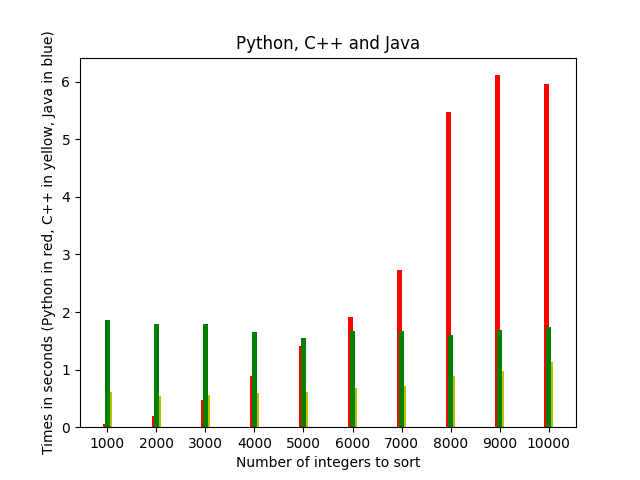 Python, C++ and Java
Times in seconds (Python in red, C++ in yellow, Java in blue)
6
5
4
3
2
1
0
1000 2000 3000 4000 5000 6000 7000 8000 9000 10000
Number of integers to sort